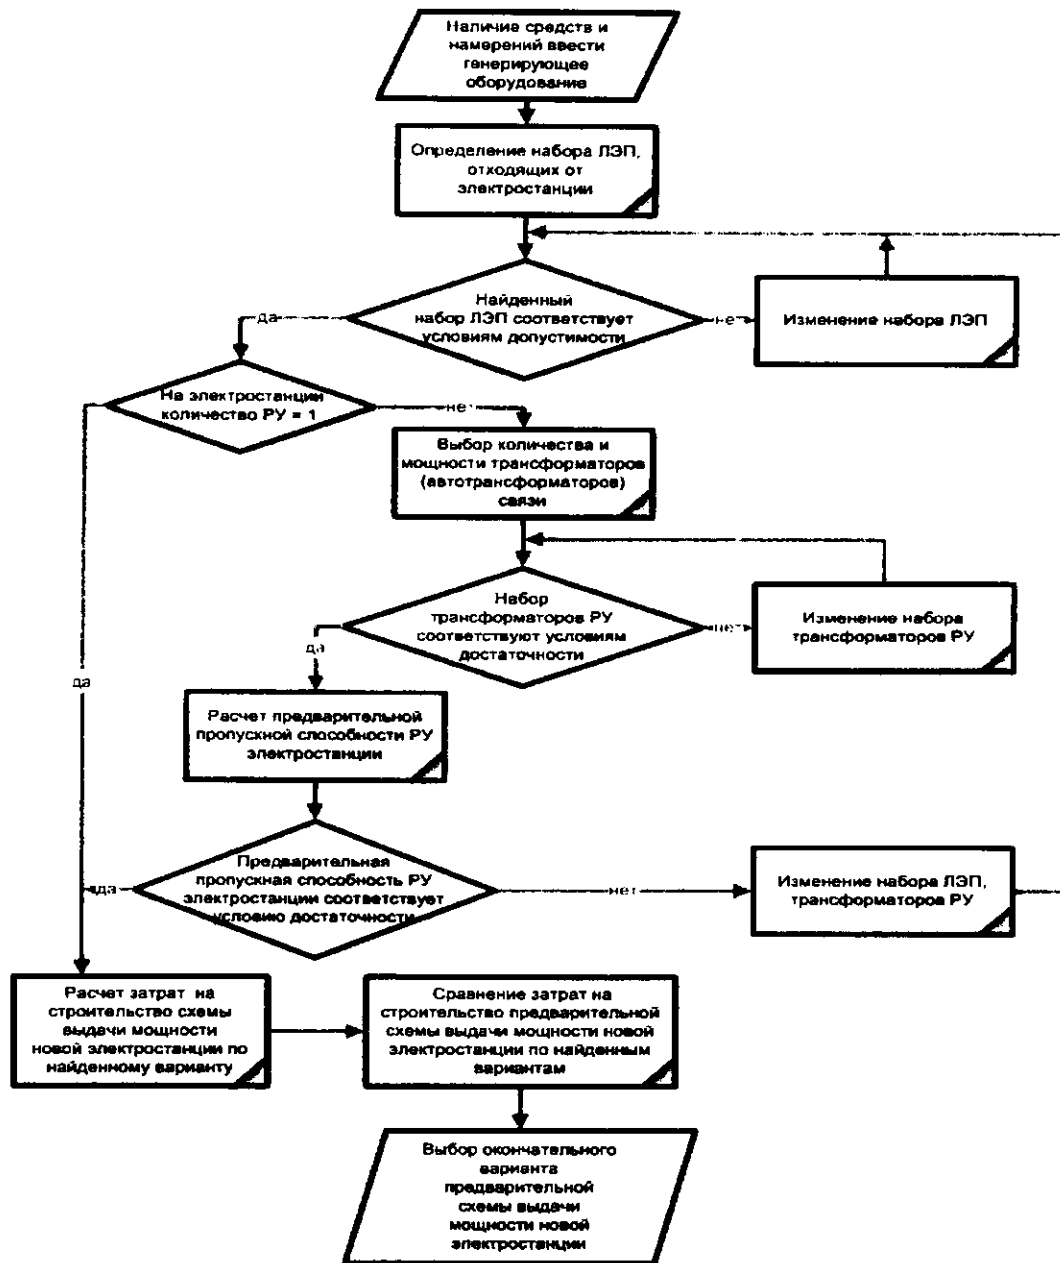 Наличие средств и
намерений ввести
генерирующее
оборудование
Определение набора ЛЭП,
отходящих от
электростанции
Найденный
набор ЛЭП соответствует
условиям допустимости
да
нет
Изменение набора ЛЭП
На электростанции
количество РУ = 1
нет
Выбор количества и
мощности трансформаторов
(автотрансформаторов)
связи
Набор
трансформаторов РУ
соответствуют условиям
достаточности
нет
Изменение набора
трансформаторов РУ
да
да
Расчет предварительной
пропускной способности РУ
электростанции
Предварительная
пропускная способность РУ
электростанции соответствует
условию достаточности
да
нет
Изменение набора ЛЭП,
трансформаторов РУ
Расчет затрат на
строительство схемы
выдачи мощности
новой электростанции по
найденному варианту
Сравнение затрат на
строительство предварительной
схемы выдачи мощности новой
электростанции по найденным
вариантам
Выбор окончательного
варианта
предварительной
схемы выдачи
мощности новой
электростанции